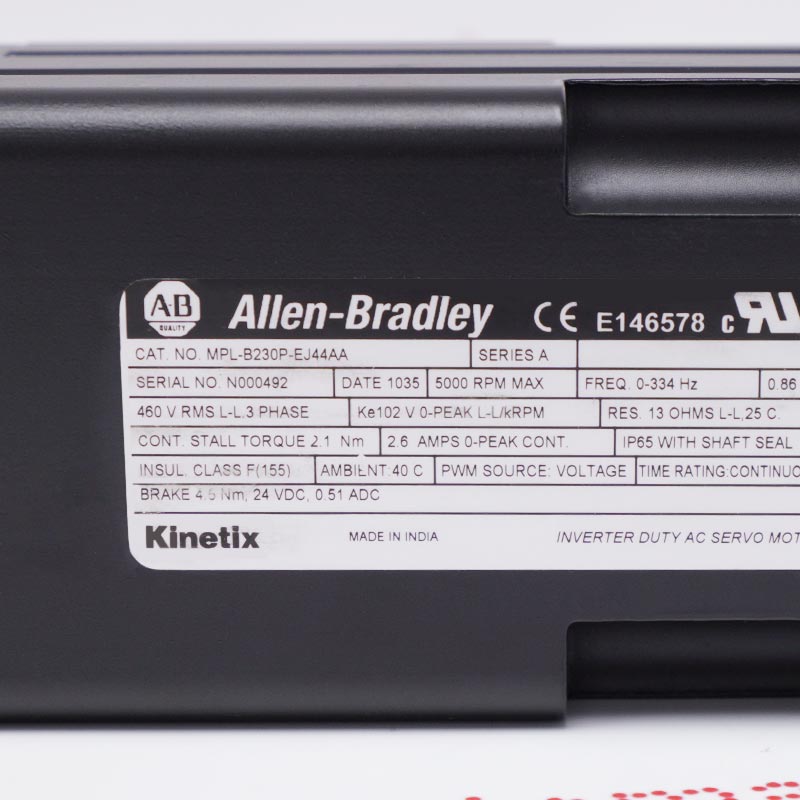 A-B QUALITY Allen-Bradley CE E146578 c
CAT. NO. MPL-B230P-EJ44AA SERIES A
SERIAL NO. N000492 DATE 1035 5000 RPM MAX FREQ. 0-334 Hz 0.86
460 V RMS L-L,3 PHASE Ke102 V 0-PEAK L-L/kRPM RES. 13 OHMS L-L,25 C.
CONT. STALL TORQUE 2.1 Nm 2.6 AMPS 0-PEAK CONT. IP65 WITH SHAFT SEAL
INSUL. CLASS F(155) AMBIENT:40 C PWM SOURCE: VOLTAGE TIME RATING:CONTINUO
BRAKE 4.5 Nm, 24 VDC, 0.51 ADC
Kinetix MADE IN INDIA INVERTER DUTY AC SERVO MOT